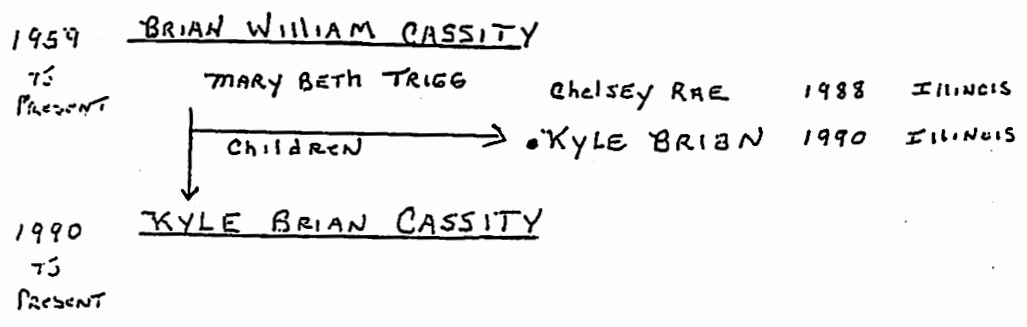 1959 BRIAN WILLIAM CASSITY
TO MARY BETH TRIGG
PRESENT Chelsey RAE 1988 ILLINOIS
Children • KYLE BRIAN 1990 ILLINOIS
1990 KYLE BRIAN CASSITY
TO
PRESENT